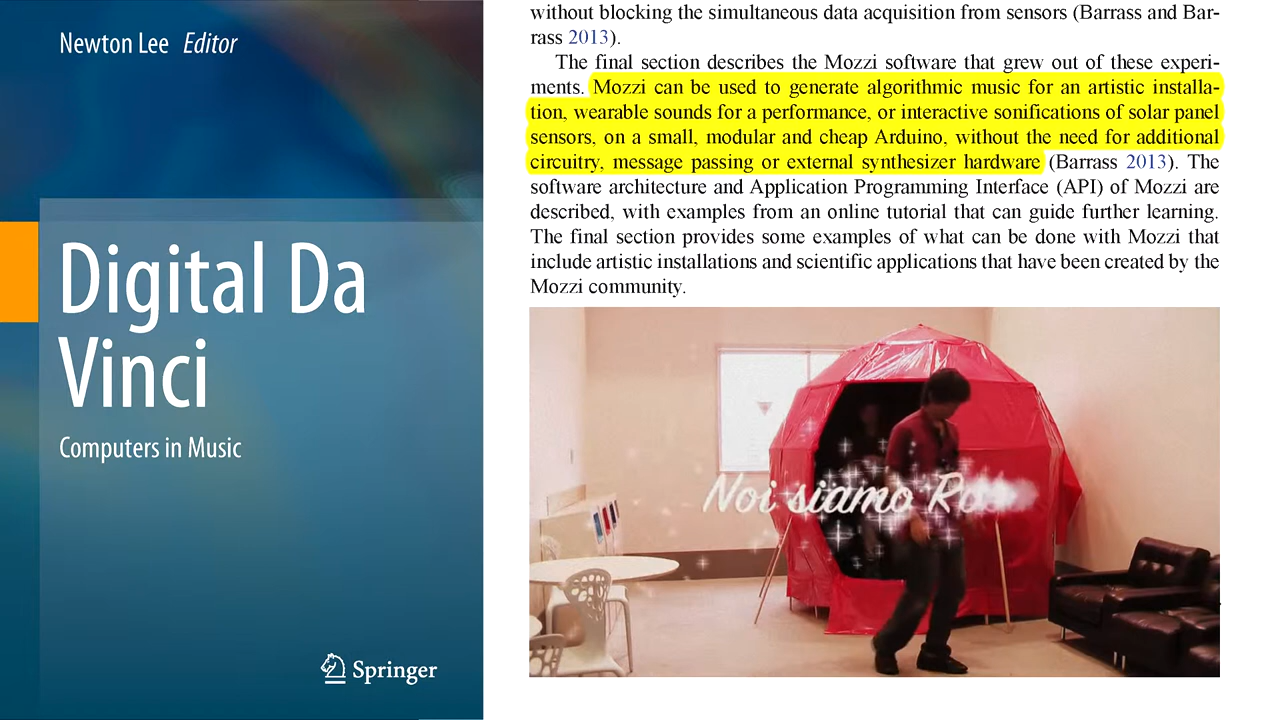 Newton Lee Editor
Digital Da
Vinci
Computers in Music
Springer
without blocking the simultaneous data acquisition from sensors (Barrass and Bar-
rass 2013).
The final section describes the Mozzi software that grew out of these experi-
ments. Mozzi can be used to generate algorithmic music for an artistic installa-
tion, wearable sounds for a performance, or interactive sonifications of solar panel
sensors, on a small, modular and cheap Arduino, without the need for additional
circuitry, message passing or external synthesizer hardware (Barrass 2013). The
software architecture and Application Programming Interface (API) of Mozzi are
described, with examples from an online tutorial that can guide further learning.
The final section provides some examples of what can be done with Mozzi that
include artistic installations and scientific applications that have been created by the
Mozzi community.
Noi siamo